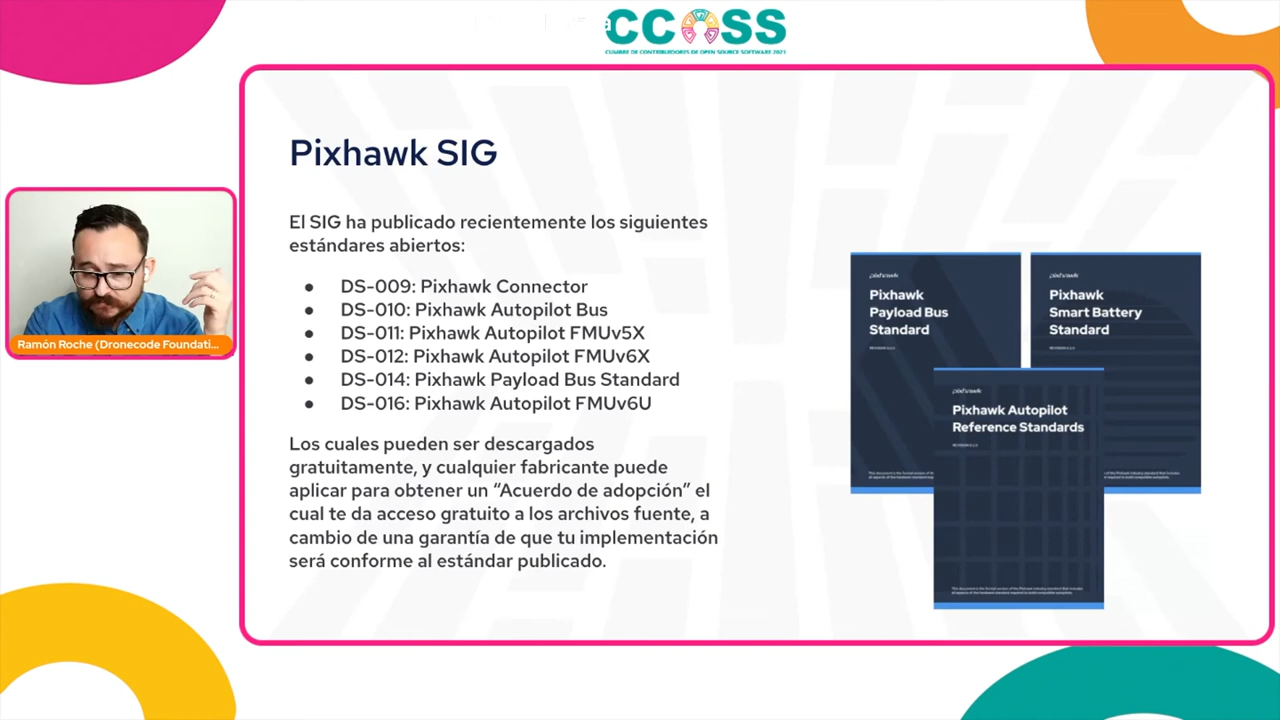 CCOSS
CUMBRE DE CONTRIBUIDORES DE OPEN SOURCE SOFTWARE 2021
Pixhawk SIG
El SIG ha publicado recientemente los siguientes
estándares abiertos:
● DS-009: Pixhawk Connector
● DS-010: Pixhawk Autopilot Bus
● DS-011: Pixhawk Autopilot FMUv5X
● DS-012: Pixhawk Autopilot FMUv6X
● DS-014: Pixhawk Payload Bus Standard
● DS-016: Pixhawk Autopilot FMUv6U
Los cuales pueden ser descargados
gratuitamente, y cualquier fabricante puede
aplicar para obtener un “Acuerdo de adopción” el
cual te da acceso gratuito a los archivos fuente, a
cambio de una garantía de que tu implementación
será conforme al estándar publicado.
Ramón Roche (Dronecode Foundati...
pixhawk
Pixhawk
Payload Bus
Standard
pixhawk
Pixhawk
Smart Battery
Standard
pixhawk
Pixhawk Autopilot
Reference Standards